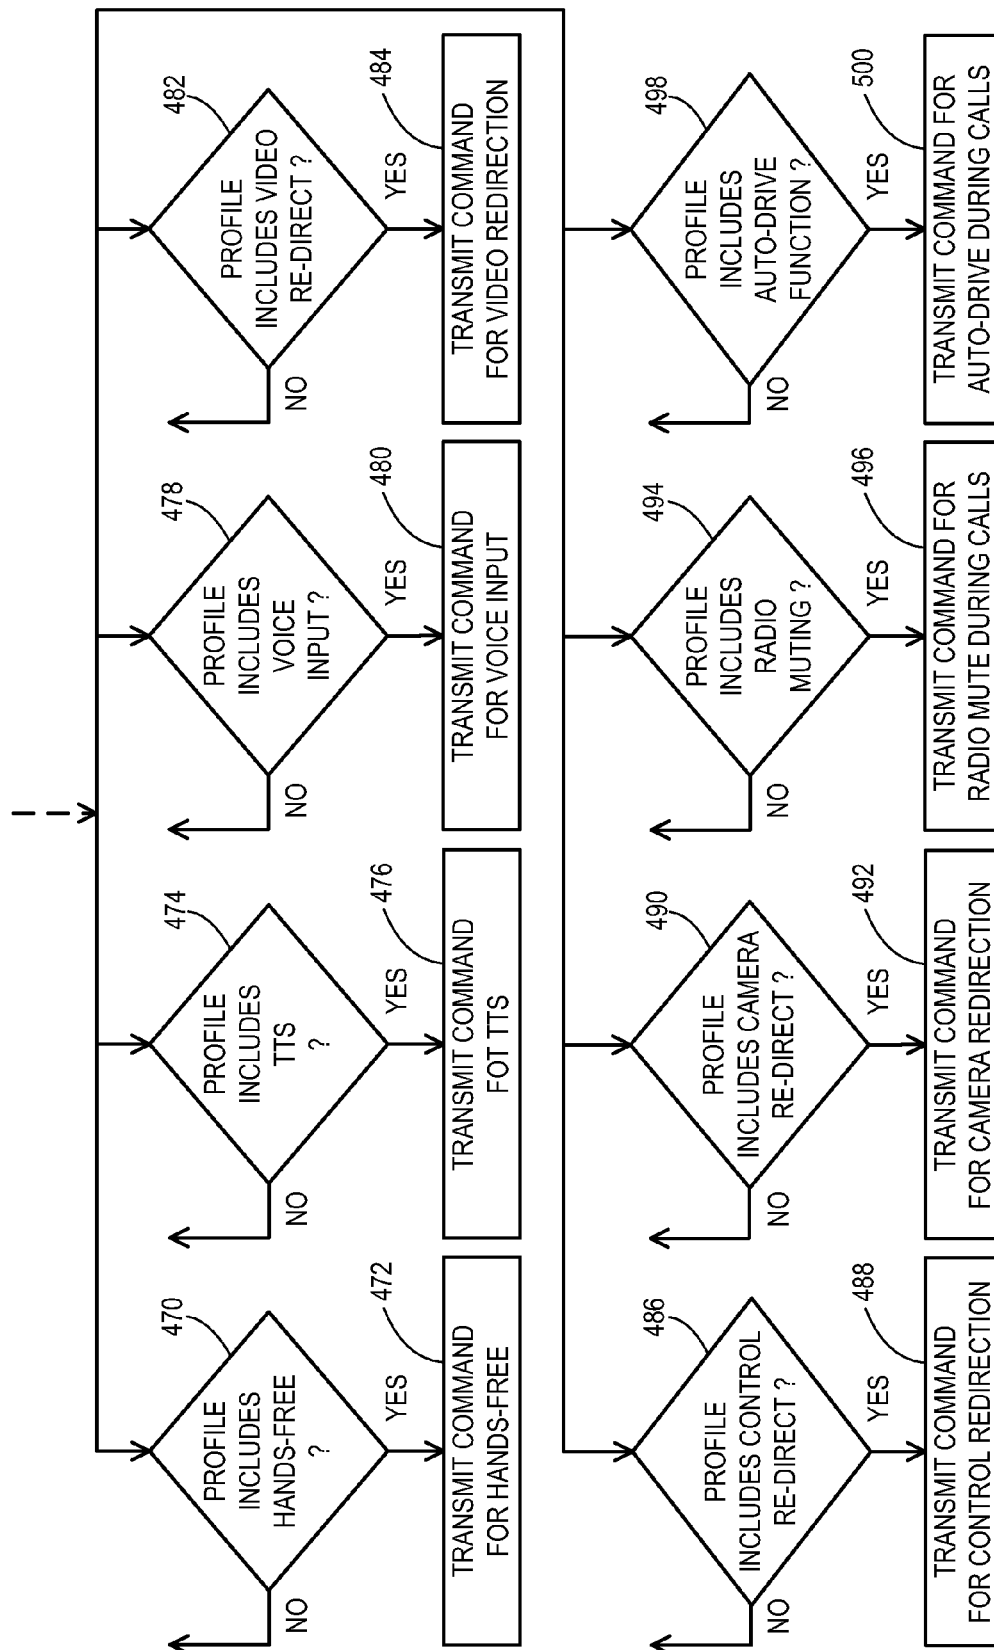 470
PROFILE
INCLUDES
HANDS-FREE
?
NO
YES
472
TRANSMIT COMMAND
FOR HANDS-FREE
474
PROFILE
INCLUDES
TTS
?
NO
YES
476
TRANSMIT COMMAND
FOT TTS
478
PROFILE
INCLUDES
VOICE
INPUT ?
NO
YES
480
TRANSMIT COMMAND
FOR VOICE INPUT
482
PROFILE
INCLUDES VIDEO
RE-DIRECT ?
NO
YES
484
TRANSMIT COMMAND
FOR VIDEO REDIRECTION
486
PROFILE
INCLUDES CONTROL
RE-DIRECT ?
NO
YES
488
TRANSMIT COMMAND
FOR CONTROL REDIRECTION
490
PROFILE
INCLUDES CAMERA
RE-DIRECT ?
NO
YES
492
TRANSMIT COMMAND
FOR CAMERA REDIRECTION
494
PROFILE
INCLUDES
RADIO
MUTING ?
NO
YES
496
TRANSMIT COMMAND FOR
RADIO MUTE DURING CALLS
498
PROFILE
INCLUDES
AUTO-DRIVE
FUNCTION ?
NO
YES
500
TRANSMIT COMMAND FOR
AUTO-DRIVE DURING CALLS